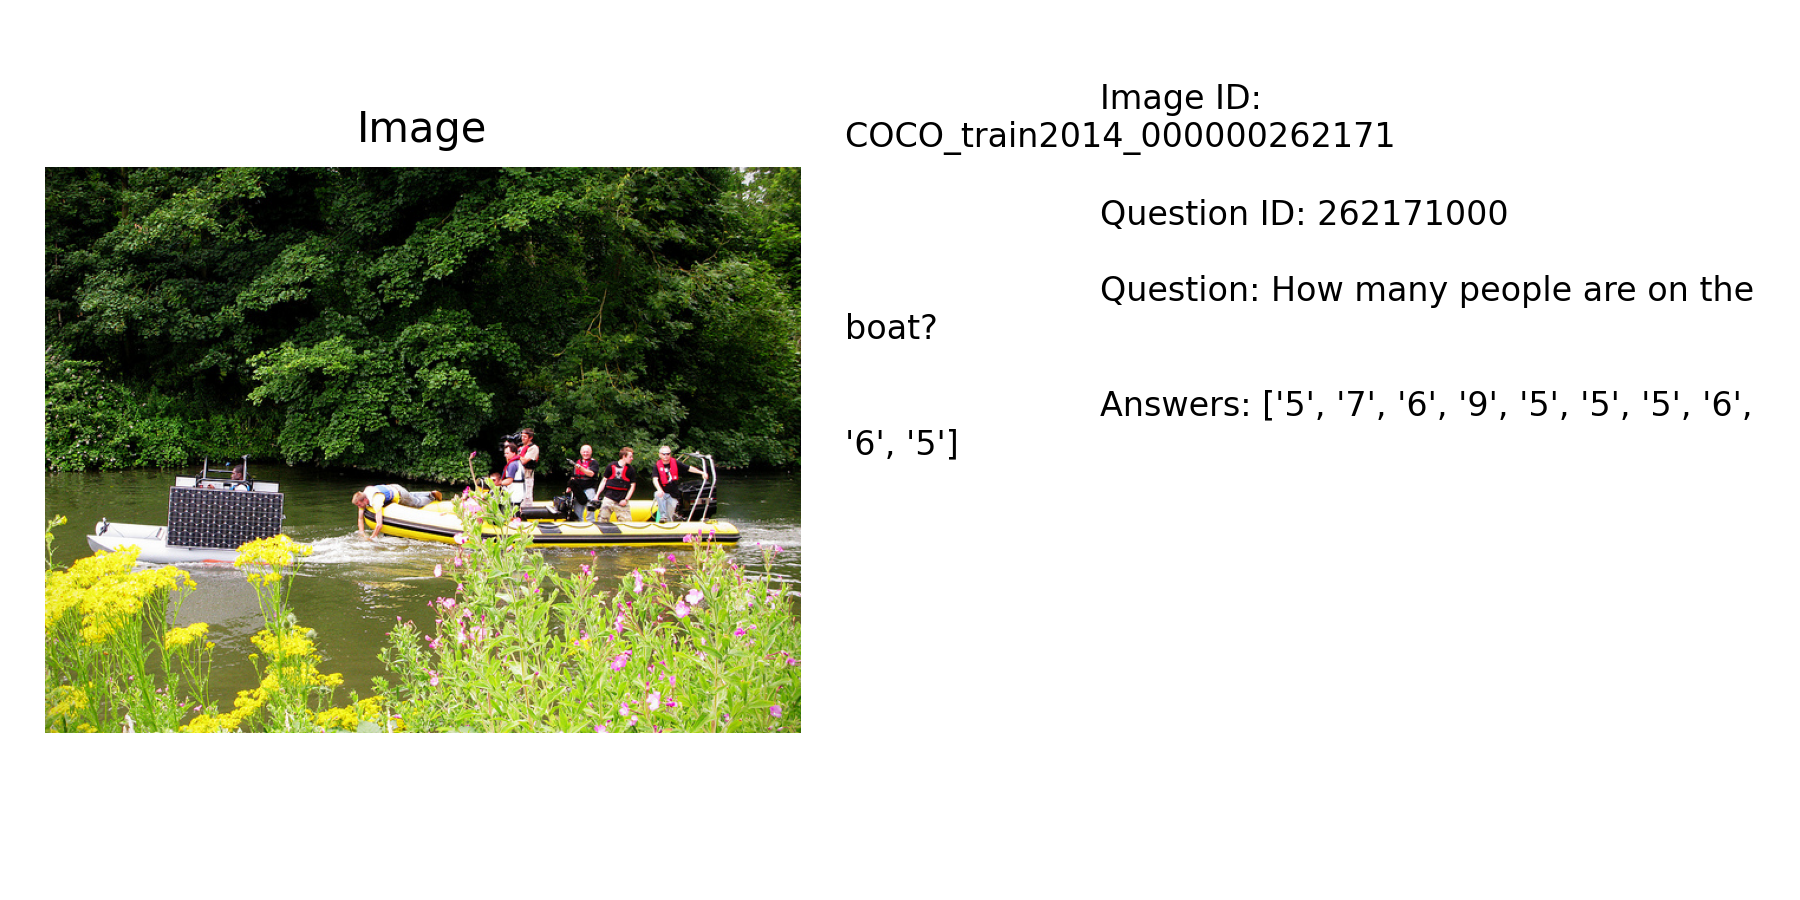 Image
Image ID:
COCO_train2014_000000262171
Question ID: 262171000
Question: How many people are on the
boat?
Answers: ['5', '7', '6', '9', '5', '5', '5', '6',
'6', '5']